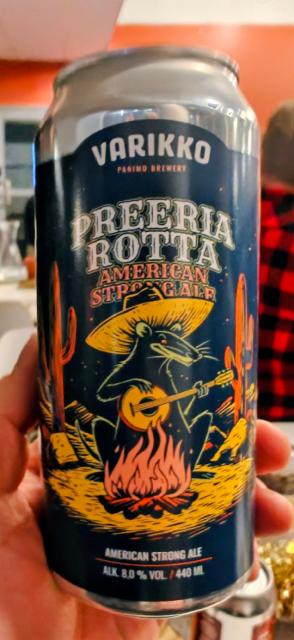 VARIKKO
PANIMO BREWERY
PREERIA
ROTTA
AMERICAN
STRONG ALE
AMERICAN STRONG ALE
ALK. 8,0 % VOL. / 440 ML